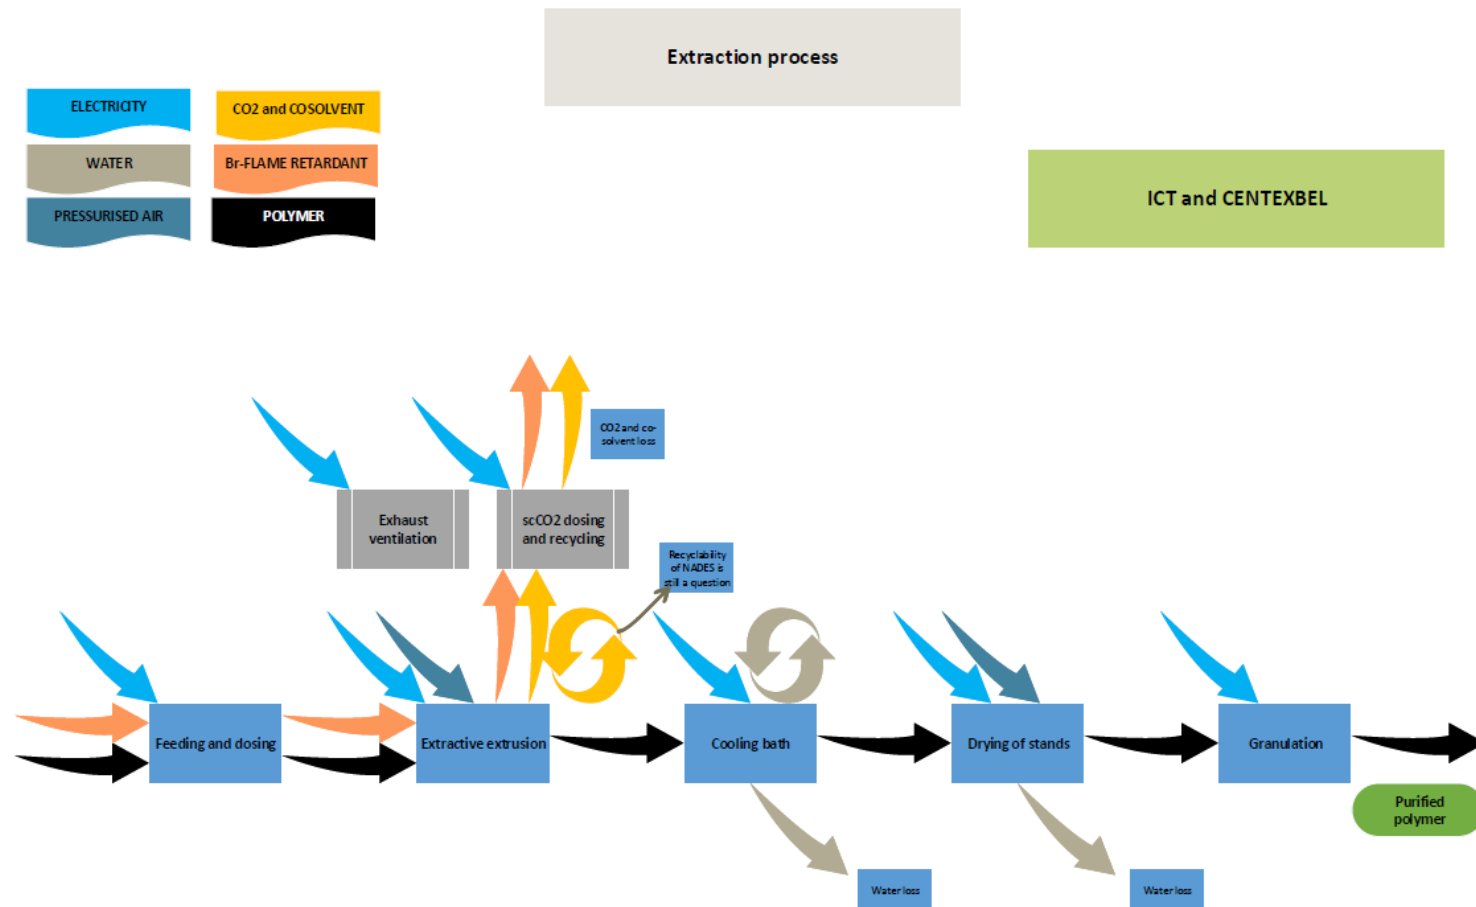 Extraction process
ELECTRICITY
CO2 and COSOLVENT
WATER
Br-FLAME RETARDANT
PRESSURISED AIR
POLYMER
ICT and CENTEXBEL
CO2 and co-
solvent loss
Exhaust
ventilation
scCO2 dosing
and recycling
Recyclability
of NADES is
still a question
Feeding and dosing
Extractive extrusion
Cooling bath
Drying of stands
Granulation
Purified
polymer
Water loss
Water loss